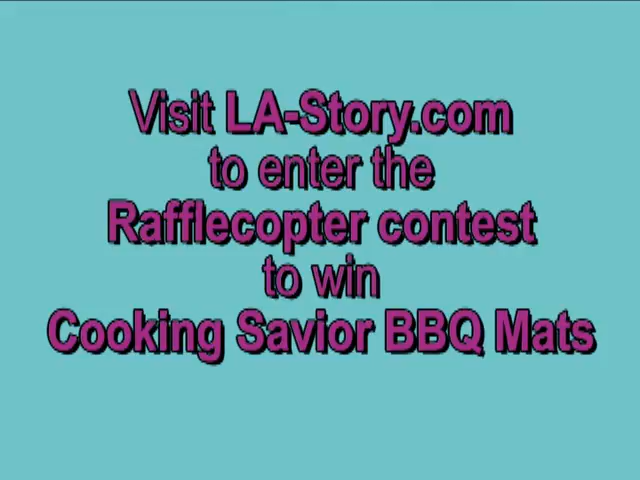 Visit LA-Story.com
to enter the
Rafflecopter contest
to win
Cooking Savior BBQ Mats